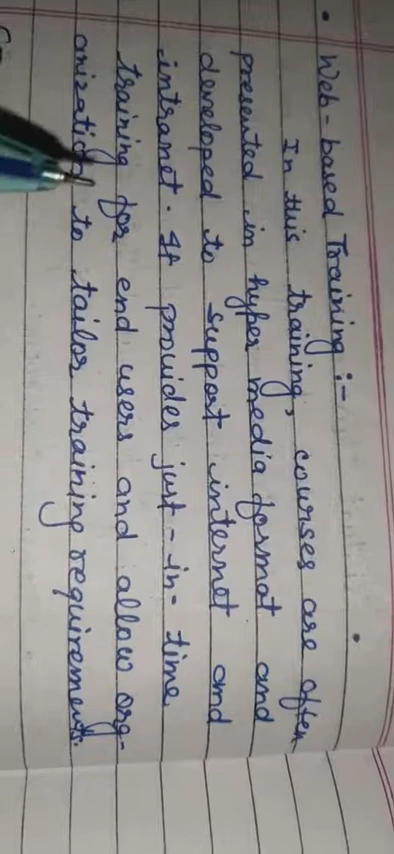 • Web-based Training :-
In this training, courses are often
presented in hyper media format and
developed to support internet and
intranet. It provides just-in-time
training for end users and allow org-
anization to tailor training requirements.